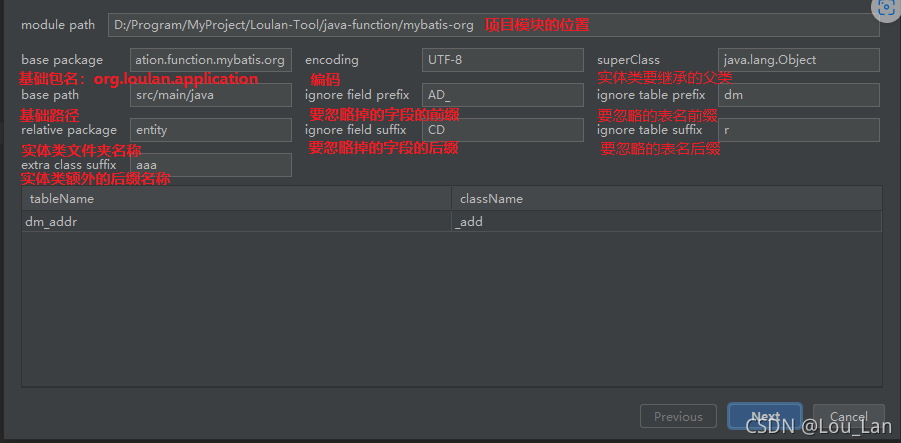 module path D:/Program/MyProject/Loulan-Tool/java-function/mybatis-org 项目模块的位置
base package ation.function.mybatis.org encoding UTF-8 superClass java.lang.Object
基础包名：org.loulan.application 编码 实体类要继承的父类
base path src/main/java ignore field prefix AD_ ignore table prefix dm
基础路径 要忽略掉的字段的前缀 要忽略的表名前缀
relative package entity ignore field suffix CD ignore table suffix r
实体类文件夹名称 要忽略掉的字段的后缀 要忽略的表名后缀
extra class suffix aaa
实体类额外的后缀名称
tableName className
dm_addr _add
Previous Next Cancel
CSDN @Lou_Lan